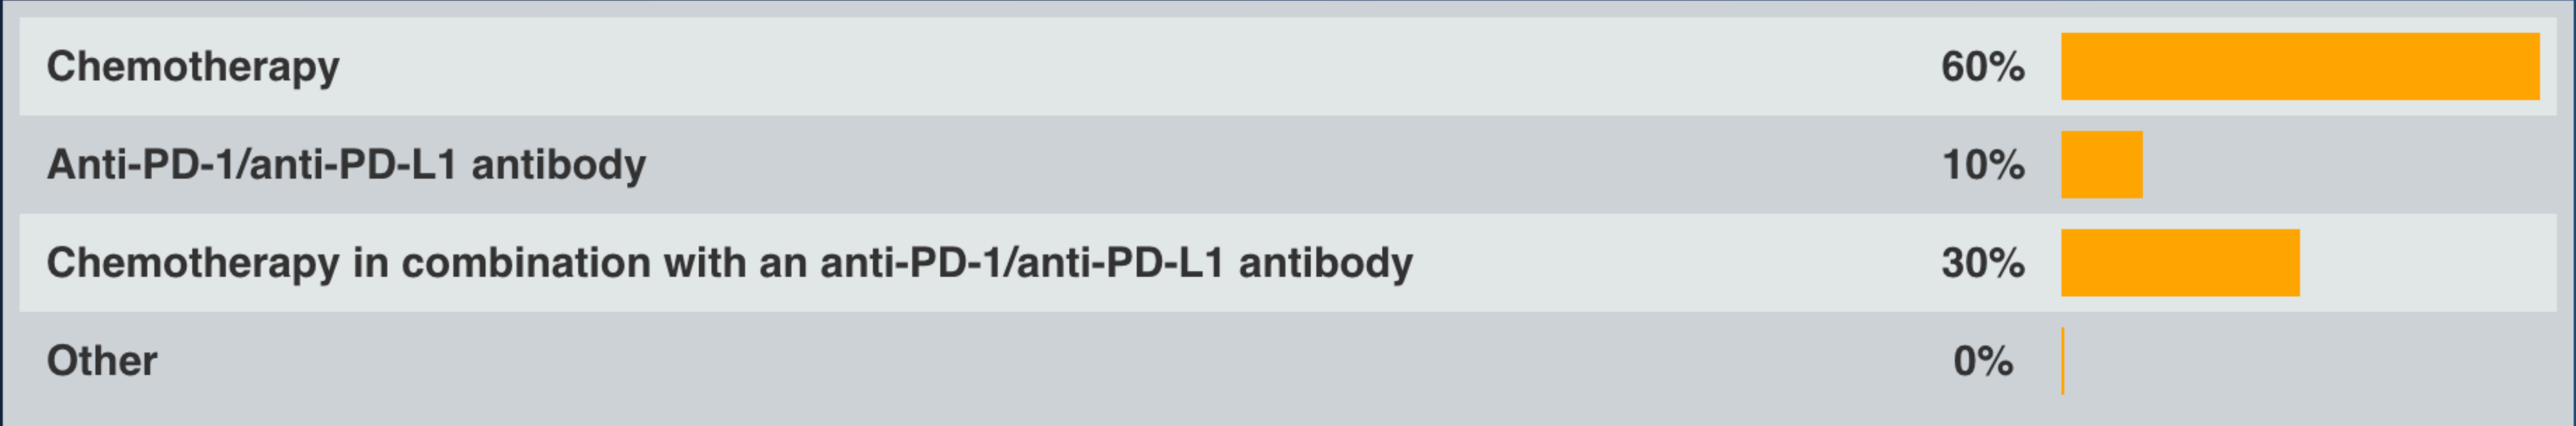 Chemotherapy 60%
Anti-PD-1/anti-PD-L1 antibody 10%
Chemotherapy in combination with an anti-PD-1/anti-PD-L1 antibody 30%
Other 0%